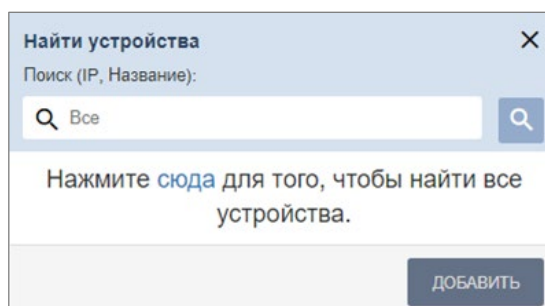 Найти устройства
Поиск (IP, Название):
Все
Нажмите сюда для того, чтобы найти все
устройства.
ДОБАВИТЬ